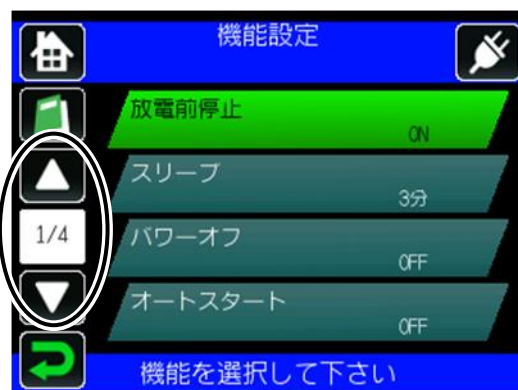 機能設定
放電前停止
ON
スリープ
3分
1/4
パワーオフ
OFF
オートスタート
OFF
機能を選択して下さい